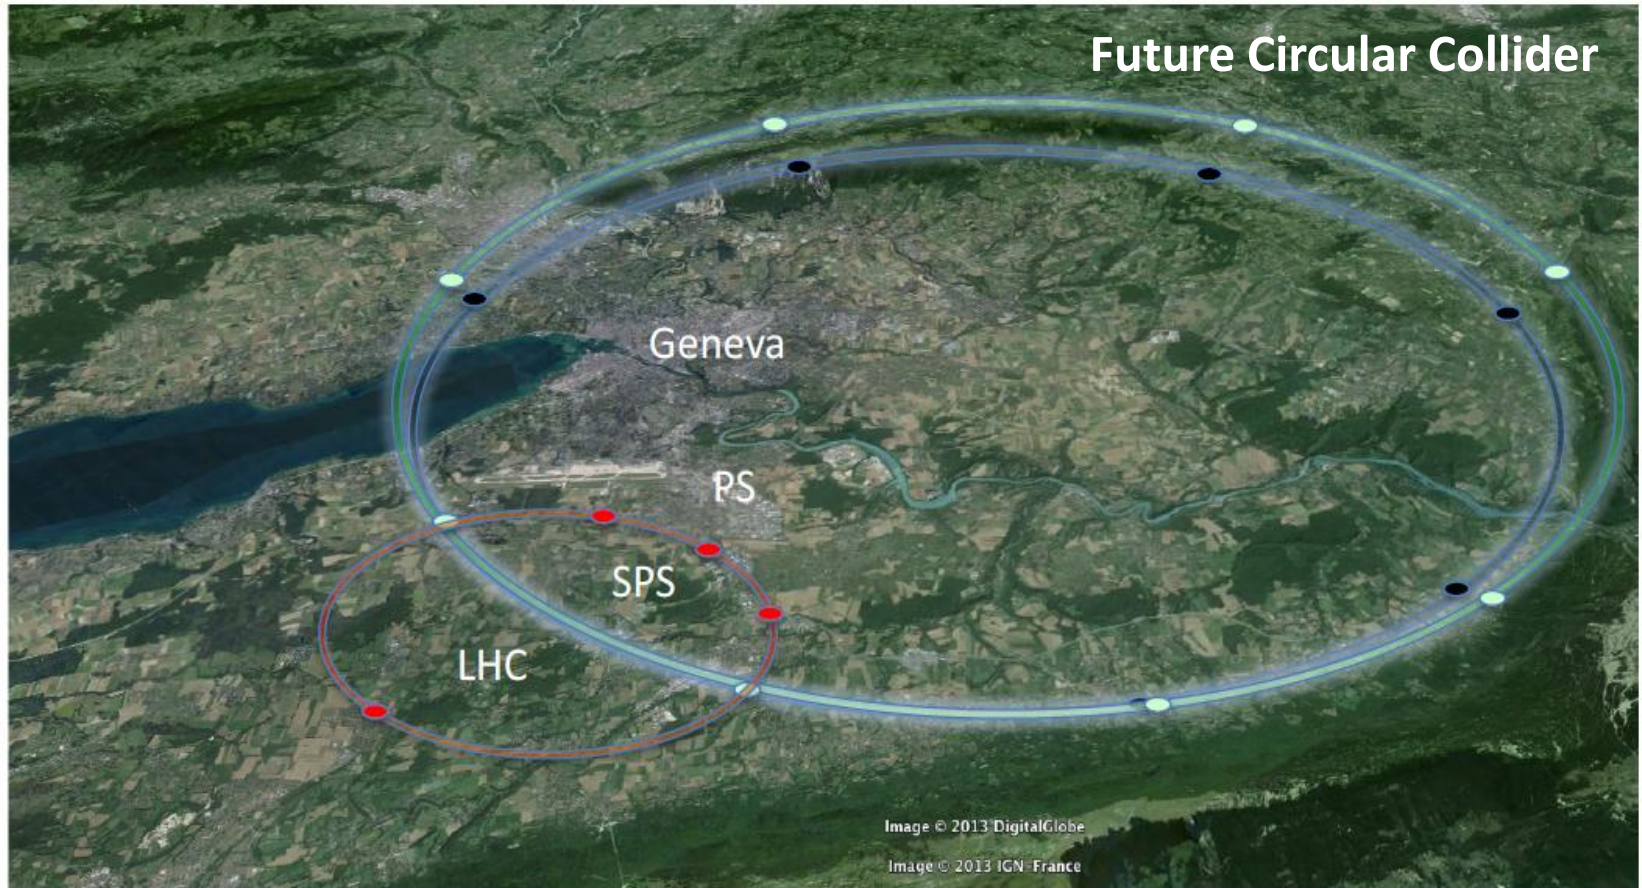 Future Circular Collider
Geneva
PS
SPS
LHC
Image © 2013 DigitalGlobe
Image © 2013 IGN-France